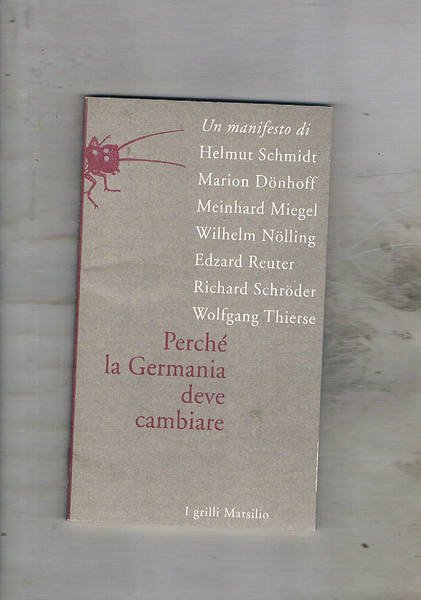 Un manifesto di
Helmut Schmidt
Marion Dönhoff
Meinhard Miegel
Wilhelm Nölling
Edzard Reuter
Richard Schröder
Wolfgang Thierse
Perché
la Germania
deve
cambiare
I grilli Marsilio